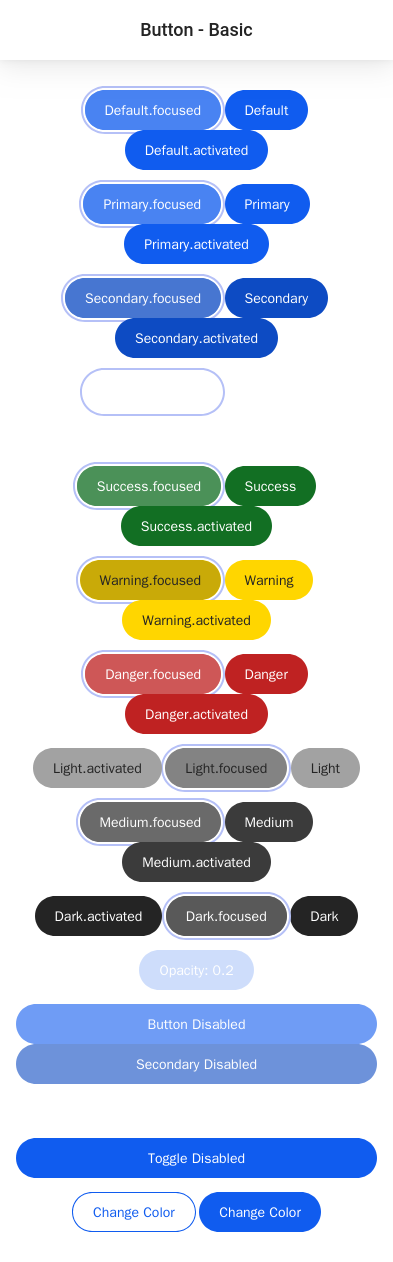 Button - Basic
Default.focused Default
Default.activated
Primary.focused Primary
Primary.activated
Secondary.focused Secondary
Secondary.activated
Success.focused Success
Success.activated
Warning.focused Warning
Warning.activated
Danger.focused Danger
Danger.activated
Light.activated Light.focused Light
Medium.focused Medium
Medium.activated
Dark.activated Dark.focused Dark
Opacity: 0.2
Button Disabled
Secondary Disabled
Toggle Disabled
Change Color Change Color